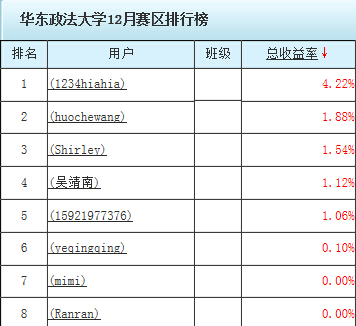 华东政法大学12月赛区排行榜
排名 用户 班级 总收益率↓
1 (1234hiahia) 4.22%
2 (huochewang) 1.88%
3 (Shirley) 1.54%
4 (吴靖南) 1.12%
5 (15921977376) 1.06%
6 (yeqingqing) 0.10%
7 (mimi) 0.00%
8 (Ranran) 0.00%